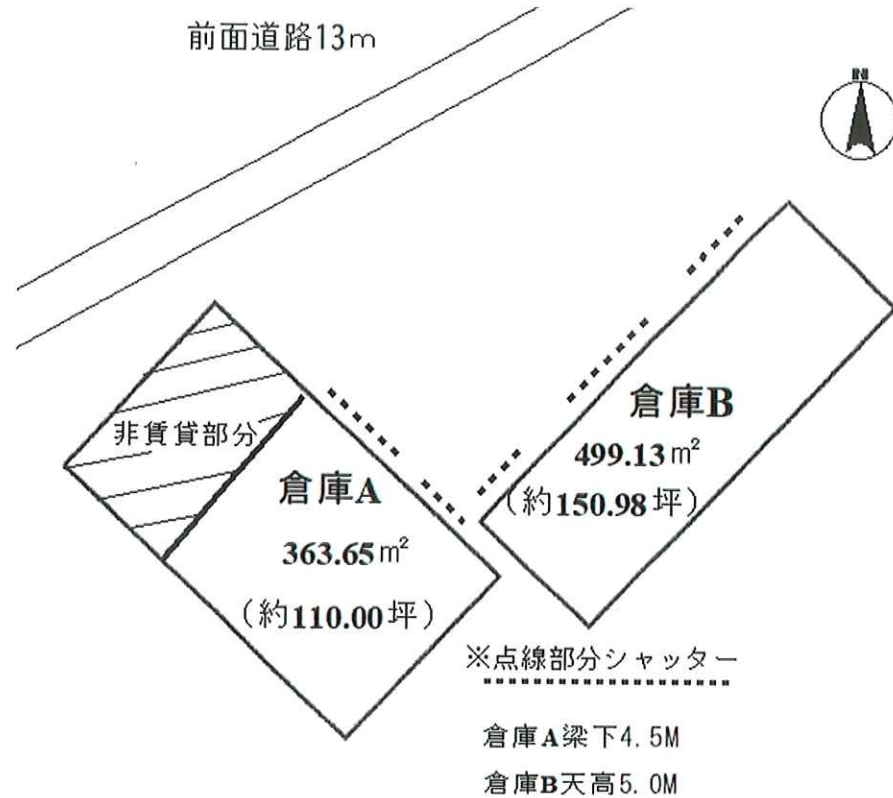 前面道路13m
N
非賃貸部分
倉庫A
363.65㎡
（約110.00坪）
倉庫B
499.13㎡
（約150.98坪）
※点線部分シャッター
倉庫A梁下4.5M
倉庫B天高5.0M